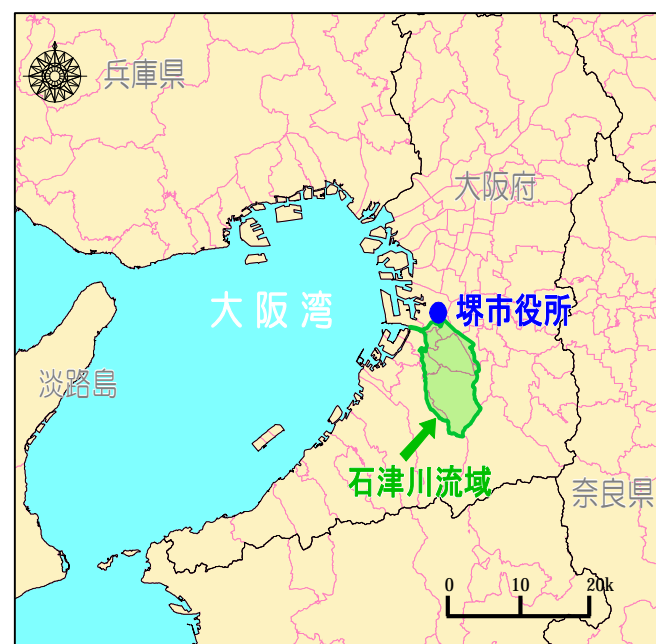 兵庫県
大阪府
大阪湾
堺市役所
淡路島
石津川流域
奈良県
0 10 20k